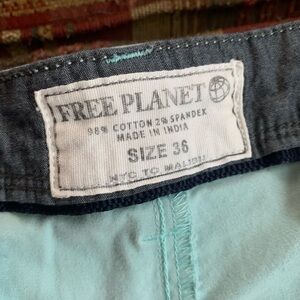 FREE PLANET
98% COTTON 2% SPANDEX
MADE IN INDIA
SIZE 36
NYC TO MALIBU